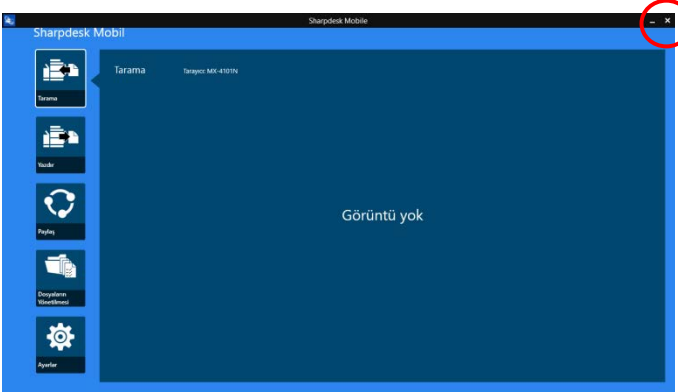 Sharpdesk Mobile
Sharpdesk Mobil
Tarama
Tarama
Tarayıcı: MX-4101N
Yazdır
Görüntü yok
Paylaş
Dosyaların
Yönetilmesi
Ayarlar